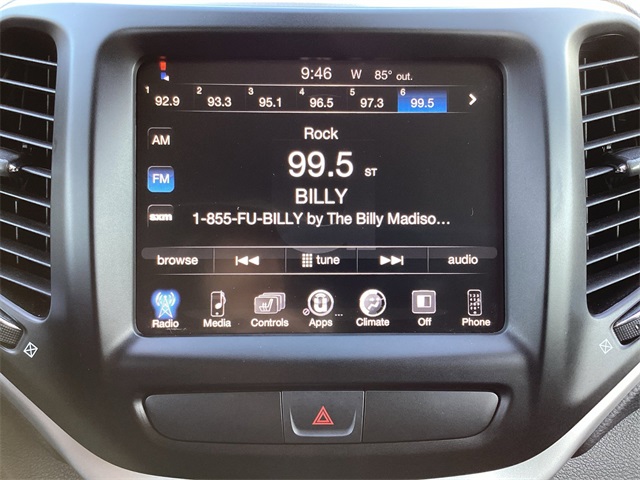 9:46 W 85° out.
1 92.9 2 93.3 3 95.1 4 96.5 5 97.3 6 99.5
AM
Rock
99.5 ST
FM
BILLY
sxm
1-855-FU-BILLY by The Billy Madiso...
browse tune audio
Radio Media Controls Apps ... Climate Off Phone